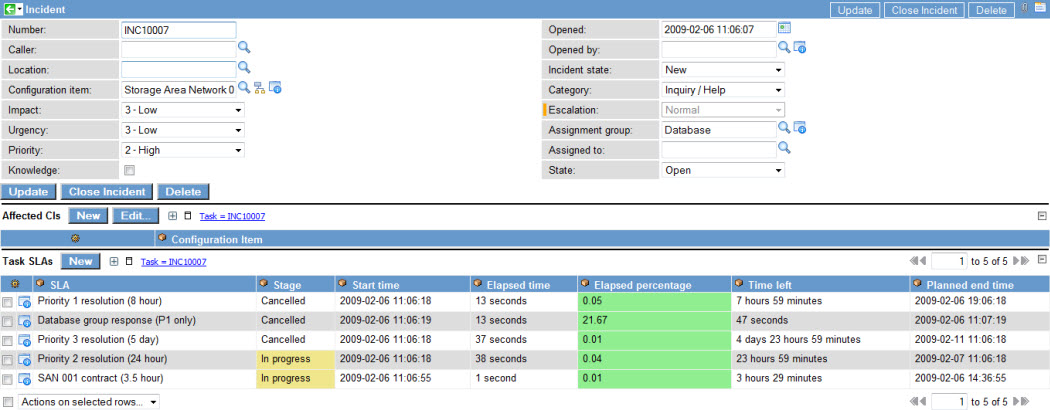 Incident Update Close Incident Delete
Number: INC10007 Opened: 2009-02-06 11:06:07
Caller: Opened by:
Location: Incident state: New
Configuration item: Storage Area Network 0 Category: Inquiry / Help
Impact: 3 - Low Escalation: Normal
Urgency: 3 - Low Assignment group: Database
Priority: 2 - High Assigned to:
Knowledge: State: Open
Update Close Incident Delete
Affected CIs New Edit... Task = INC10007
Configuration Item
Task SLAs New Task = INC10007 1 to 5 of 5
SLA Stage Start time Elapsed time Elapsed percentage Time left Planned end time
Priority 1 resolution (8 hour) Cancelled 2009-02-06 11:06:18 13 seconds 0.05 7 hours 59 minutes 2009-02-06 19:06:18
Database group response (P1 only) Cancelled 2009-02-06 11:06:19 13 seconds 21.67 47 seconds 2009-02-06 11:07:19
Priority 3 resolution (5 day) Cancelled 2009-02-06 11:06:18 37 seconds 0.01 4 days 23 hours 59 minutes 2009-02-11 11:06:18
Priority 2 resolution (24 hour) In progress 2009-02-06 11:06:18 38 seconds 0.04 23 hours 59 minutes 2009-02-07 11:06:18
SAN 001 contract (3.5 hour) In progress 2009-02-06 11:06:55 1 second 0.01 3 hours 29 minutes 2009-02-06 14:36:55
Actions on selected rows... 1 to 5 of 5